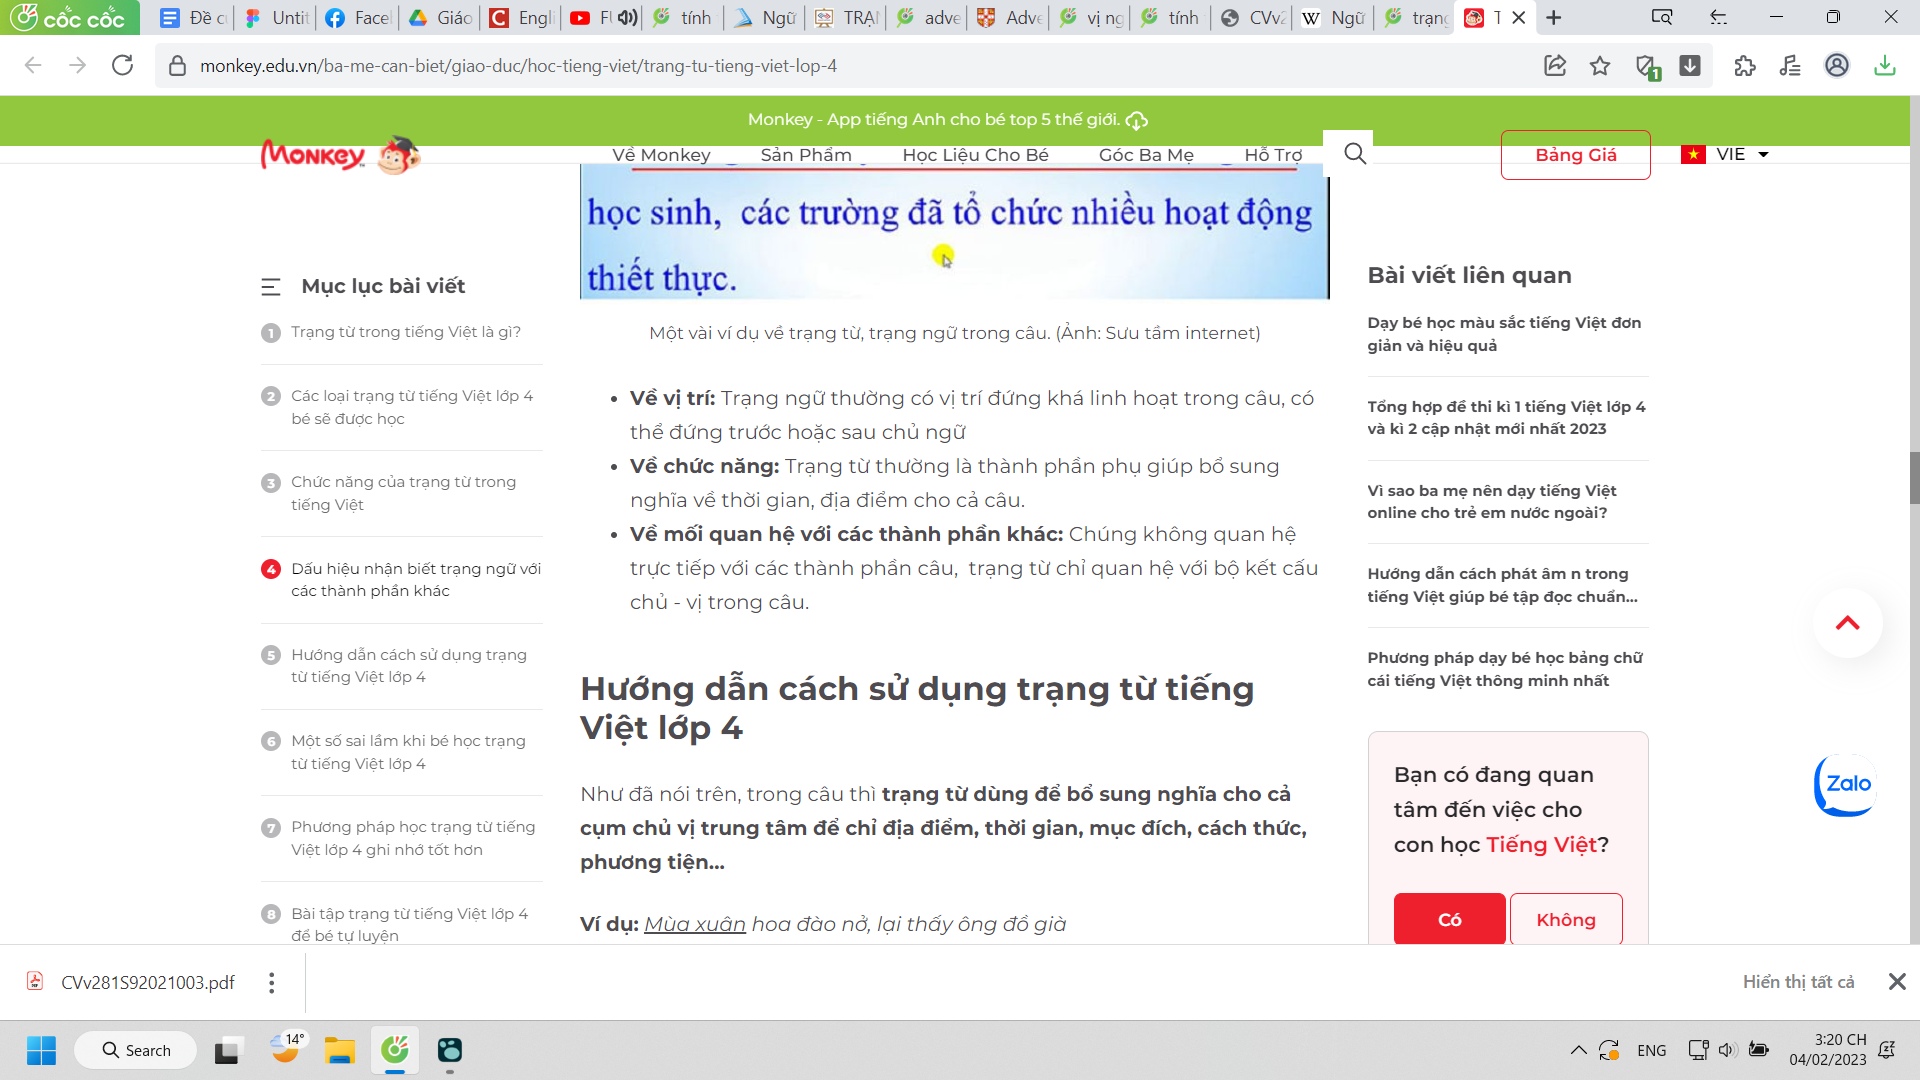 cốc cốc
Đề cu
Untit
Facel
Giáo
Engli
Ngữ
TRẠN
adve
Adve
vị ng
tính
CVv2
Ngữ
trạng
monkey.edu.vn/ba-me-can-biet/giao-duc/hoc-tieng-viet/trang-tu-tieng-viet-lop-4
1
Monkey - App tiếng Anh cho bé top 5 thế giới.
Monkey
Về Monkey
Sản Phẩm
Học Liệu Cho Bé
Góc Ba Mẹ
Hỗ Trợ
Bảng Giá
VIE
học sinh, các trường đã tổ chức nhiều hoạt động
thiết thực.
Một vài ví dụ về trạng từ, trạng ngữ trong câu. (Ảnh: Sưu tầm internet)
Mục lục bài viết
1 Trạng từ trong tiếng Việt là gì?
2 Các loại trạng từ tiếng Việt lớp 4
bé sẽ được học
3 Chức năng của trạng từ trong
tiếng Việt
4 Dấu hiệu nhận biết trạng ngữ với
các thành phần khác
5 Hướng dẫn cách sử dụng trạng
từ tiếng Việt lớp 4
6 Một số sai lầm khi bé học trạng
từ tiếng Việt lớp 4
7 Phương pháp học trạng từ tiếng
Việt lớp 4 ghi nhớ tốt hơn
8 Bài tập trạng từ tiếng Việt lớp 4
để bé tự luyện
• Về vị trí: Trạng ngữ thường có vị trí đứng khá linh hoạt trong câu, có
thể đứng trước hoặc sau chủ ngữ
• Về chức năng: Trạng từ thường là thành phần phụ giúp bổ sung
nghĩa về thời gian, địa điểm cho cả câu.
• Về mối quan hệ với các thành phần khác: Chúng không quan hệ
trực tiếp với các thành phần câu, trạng từ chỉ quan hệ với bộ kết cấu
chủ - vị trong câu.
Hướng dẫn cách sử dụng trạng từ tiếng
Việt lớp 4
Như đã nói trên, trong câu thì trạng từ dùng để bổ sung nghĩa cho cả
cụm chủ vị trung tâm để chỉ địa điểm, thời gian, mục đích, cách thức,
phương tiện...
Ví dụ: Mùa xuân hoa đào nở, lại thấy ông đồ già
Bài viết liên quan
Dạy bé học màu sắc tiếng Việt đơn
giản và hiệu quả
Tổng hợp đề thi kì 1 tiếng Việt lớp 4
và kì 2 cập nhật mới nhất 2023
Vì sao ba mẹ nên dạy tiếng Việt
online cho trẻ em nước ngoài?
Hướng dẫn cách phát âm n trong
tiếng Việt giúp bé tập đọc chuẩn...
Phương pháp dạy bé học bảng chữ
cái tiếng Việt thông minh nhất
Bạn có đang quan
tâm đến việc cho
con học Tiếng Việt?
Có
Không
Zalo
CVv281S92021003.pdf
Hiển thị tất cả
Search
14°
ENG
3:20 CH
04/02/2023